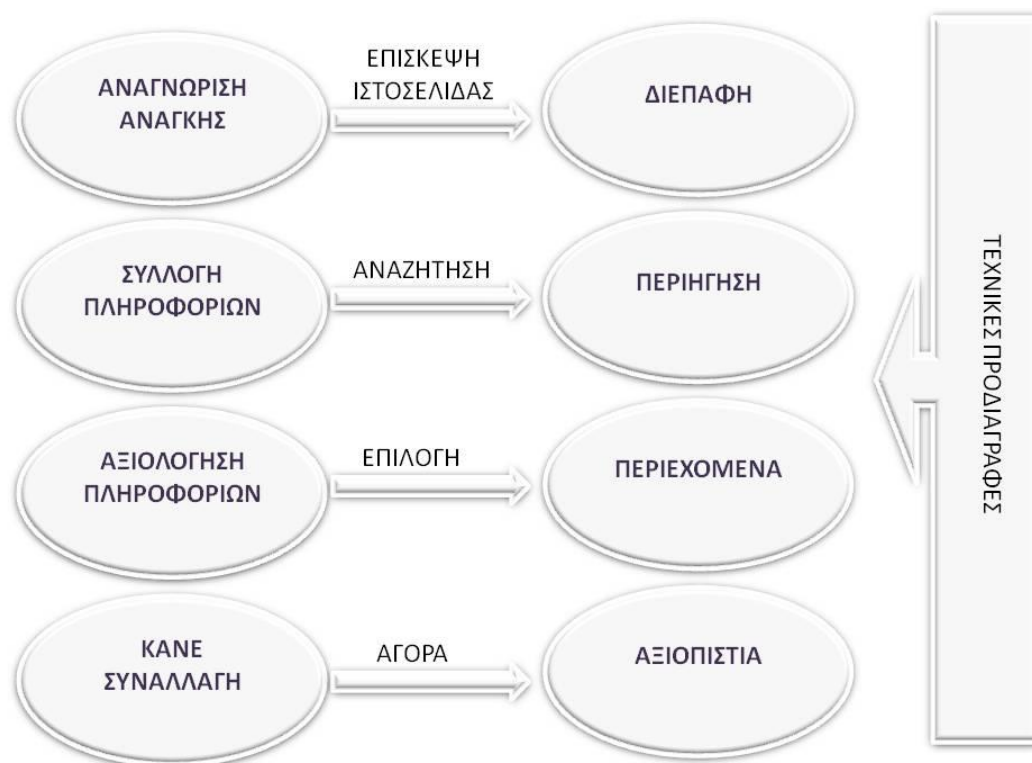 ΑΝΑΓΝΩΡΙΣΗ
ΑΝΑΓΚΗΣ
ΕΠΙΣΚΕΨΗ
ΙΣΤΟΣΕΛΙΔΑΣ
ΔΙΕΠΑΦΗ
ΣΥΛΛΟΓΗ
ΠΛΗΡΟΦΟΡΙΩΝ
ΑΝΑΖΗΤΗΣΗ
ΠΕΡΙΗΓΗΣΗ
ΑΞΙΟΛΟΓΗΣΗ
ΠΛΗΡΟΦΟΡΙΩΝ
ΕΠΙΛΟΓΗ
ΠΕΡΙΕΧΟΜΕΝΑ
ΚΑΝΕ
ΣΥΝΑΛΛΑΓΗ
ΑΓΟΡΑ
ΑΞΙΟΠΙΣΤΙΑ
ΤΕΧΝΙΚΕΣ ΠΡΟΔΙΑΓΡΑΦΕΣ